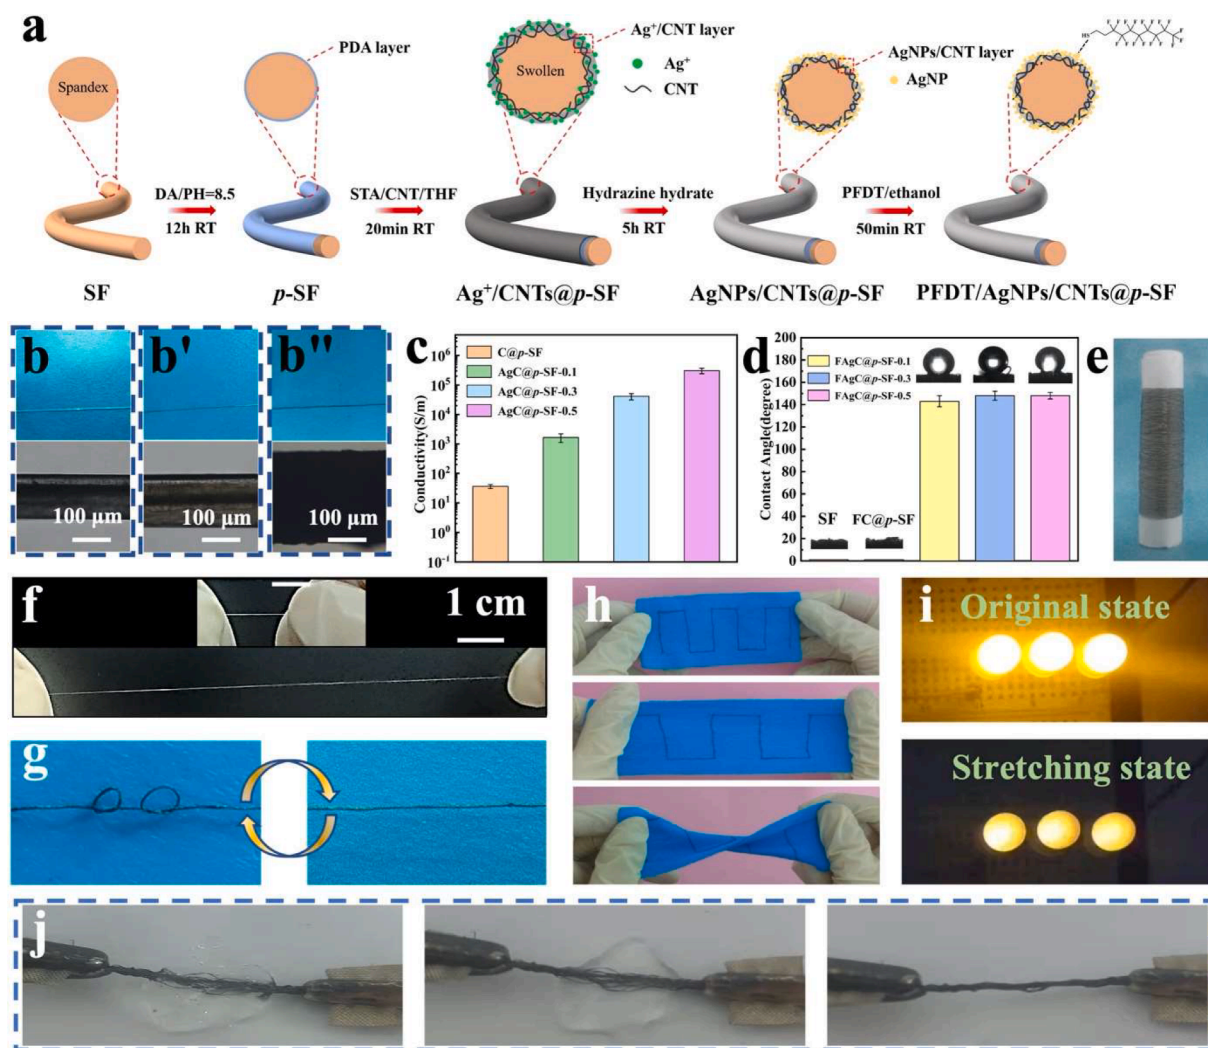 a
Spandex
PDA layer
Swollen
Ag⁺/CNT layer
Ag⁺
CNT
AgNPs/CNT layer
AgNP
HS
F F F F F F F F
F
F
F F F F F F F F
DA/PH=8.5
12h RT
STA/CNT/THF
20min RT
Hydrazine hydrate
5h RT
PFDT/ethanol
50min RT
SF
p-SF
Ag⁺/CNTs@p-SF
AgNPs/CNTs@p-SF
PFDT/AgNPs/CNTs@p-SF
b
100 μm
b'
100 μm
b"
100 μm
c
Conductivity(S/m)
10⁶
10⁵
10⁴
10³
10²
10¹
10⁰
10⁻¹
C@p-SF
AgC@p-SF-0.1
AgC@p-SF-0.3
AgC@p-SF-0.5
d
Contact Angle(degree)
200
180
160
140
120
100
80
60
40
20
0
FAgC@p-SF-0.1
FAgC@p-SF-0.3
FAgC@p-SF-0.5
SF
FC@p-SF
e
f
1 cm
g
h
i
Original state
Stretching state
j